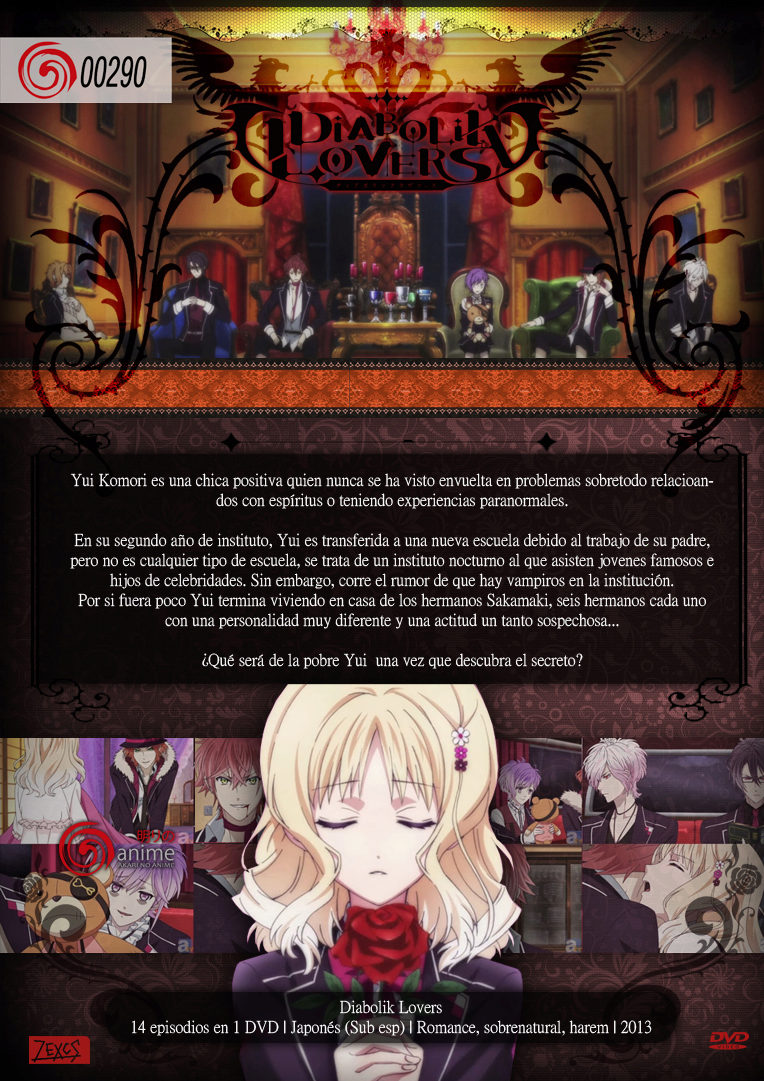 00290
DIABOLIK
LOVERS
Yui Komori es una chica positiva quien nunca se ha visto envuelta en problemas sobretodo relacioan-
dos con espíritus o teniendo experiencias paranormales.
En su segundo año de instituto, Yui es transferida a una nueva escuela debido al trabajo de su padre,
pero no es cualquier tipo de escuela, se trata de un instituto nocturno al que asisten jovenes famosos e
hijos de celebridades. Sin embargo, corre el rumor de que hay vampiros en la institución.
Por si fuera poco Yui termina viviendo en casa de los hermanos Sakamaki, seis hermanos cada uno
con una personalidad muy diferente y una actitud un tanto sospechosa...
¿Qué será de la pobre Yui una vez que descubra el secreto?
anime
AKARI NO ANIME
Diabolik Lovers
14 episodios en 1 DVD | Japonés (Sub esp) | Romance, sobrenatural, harem | 2013
ZEXCS
DVD
VIDEO